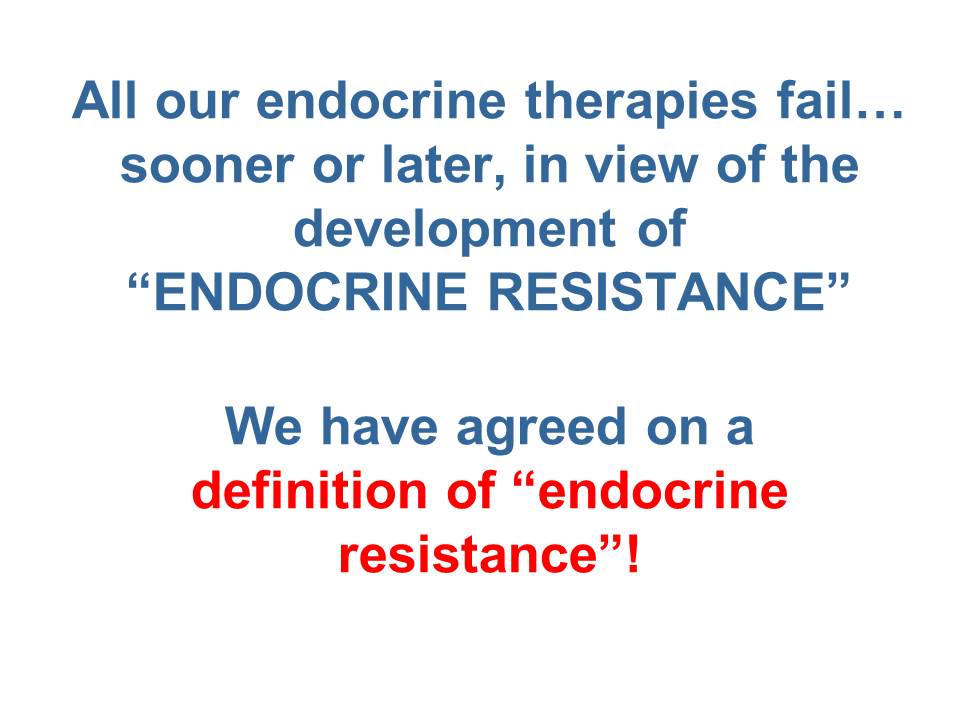 All our endocrine therapies fail…
sooner or later, in view of the
development of
“ENDOCRINE RESISTANCE”
We have agreed on a
definition of “endocrine
resistance”!